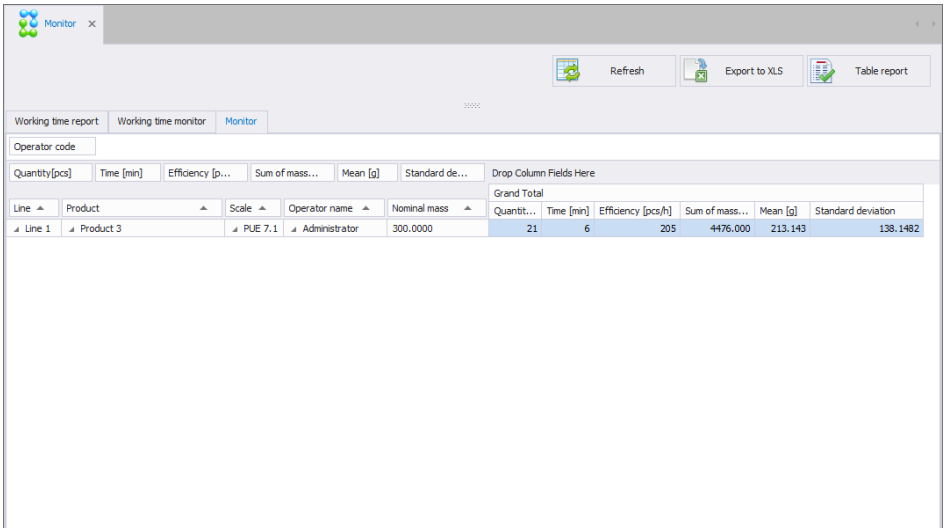 Monitor
Refresh Export to XLS Table report
Working time report Working time monitor Monitor
Operator code
Quantity[pcs] Time [min] Efficiency [p... Sum of mass... Mean [g] Standard de... Drop Column Fields Here
Grand Total
Line Product Scale Operator name Nominal mass Quantit... Time [min] Efficiency [pcs/h] Sum of mass... Mean [g] Standard deviation
Line 1 Product 3 PUE 7.1 Administrator 300.0000 21 6 205 4476.000 213.143 138.1482